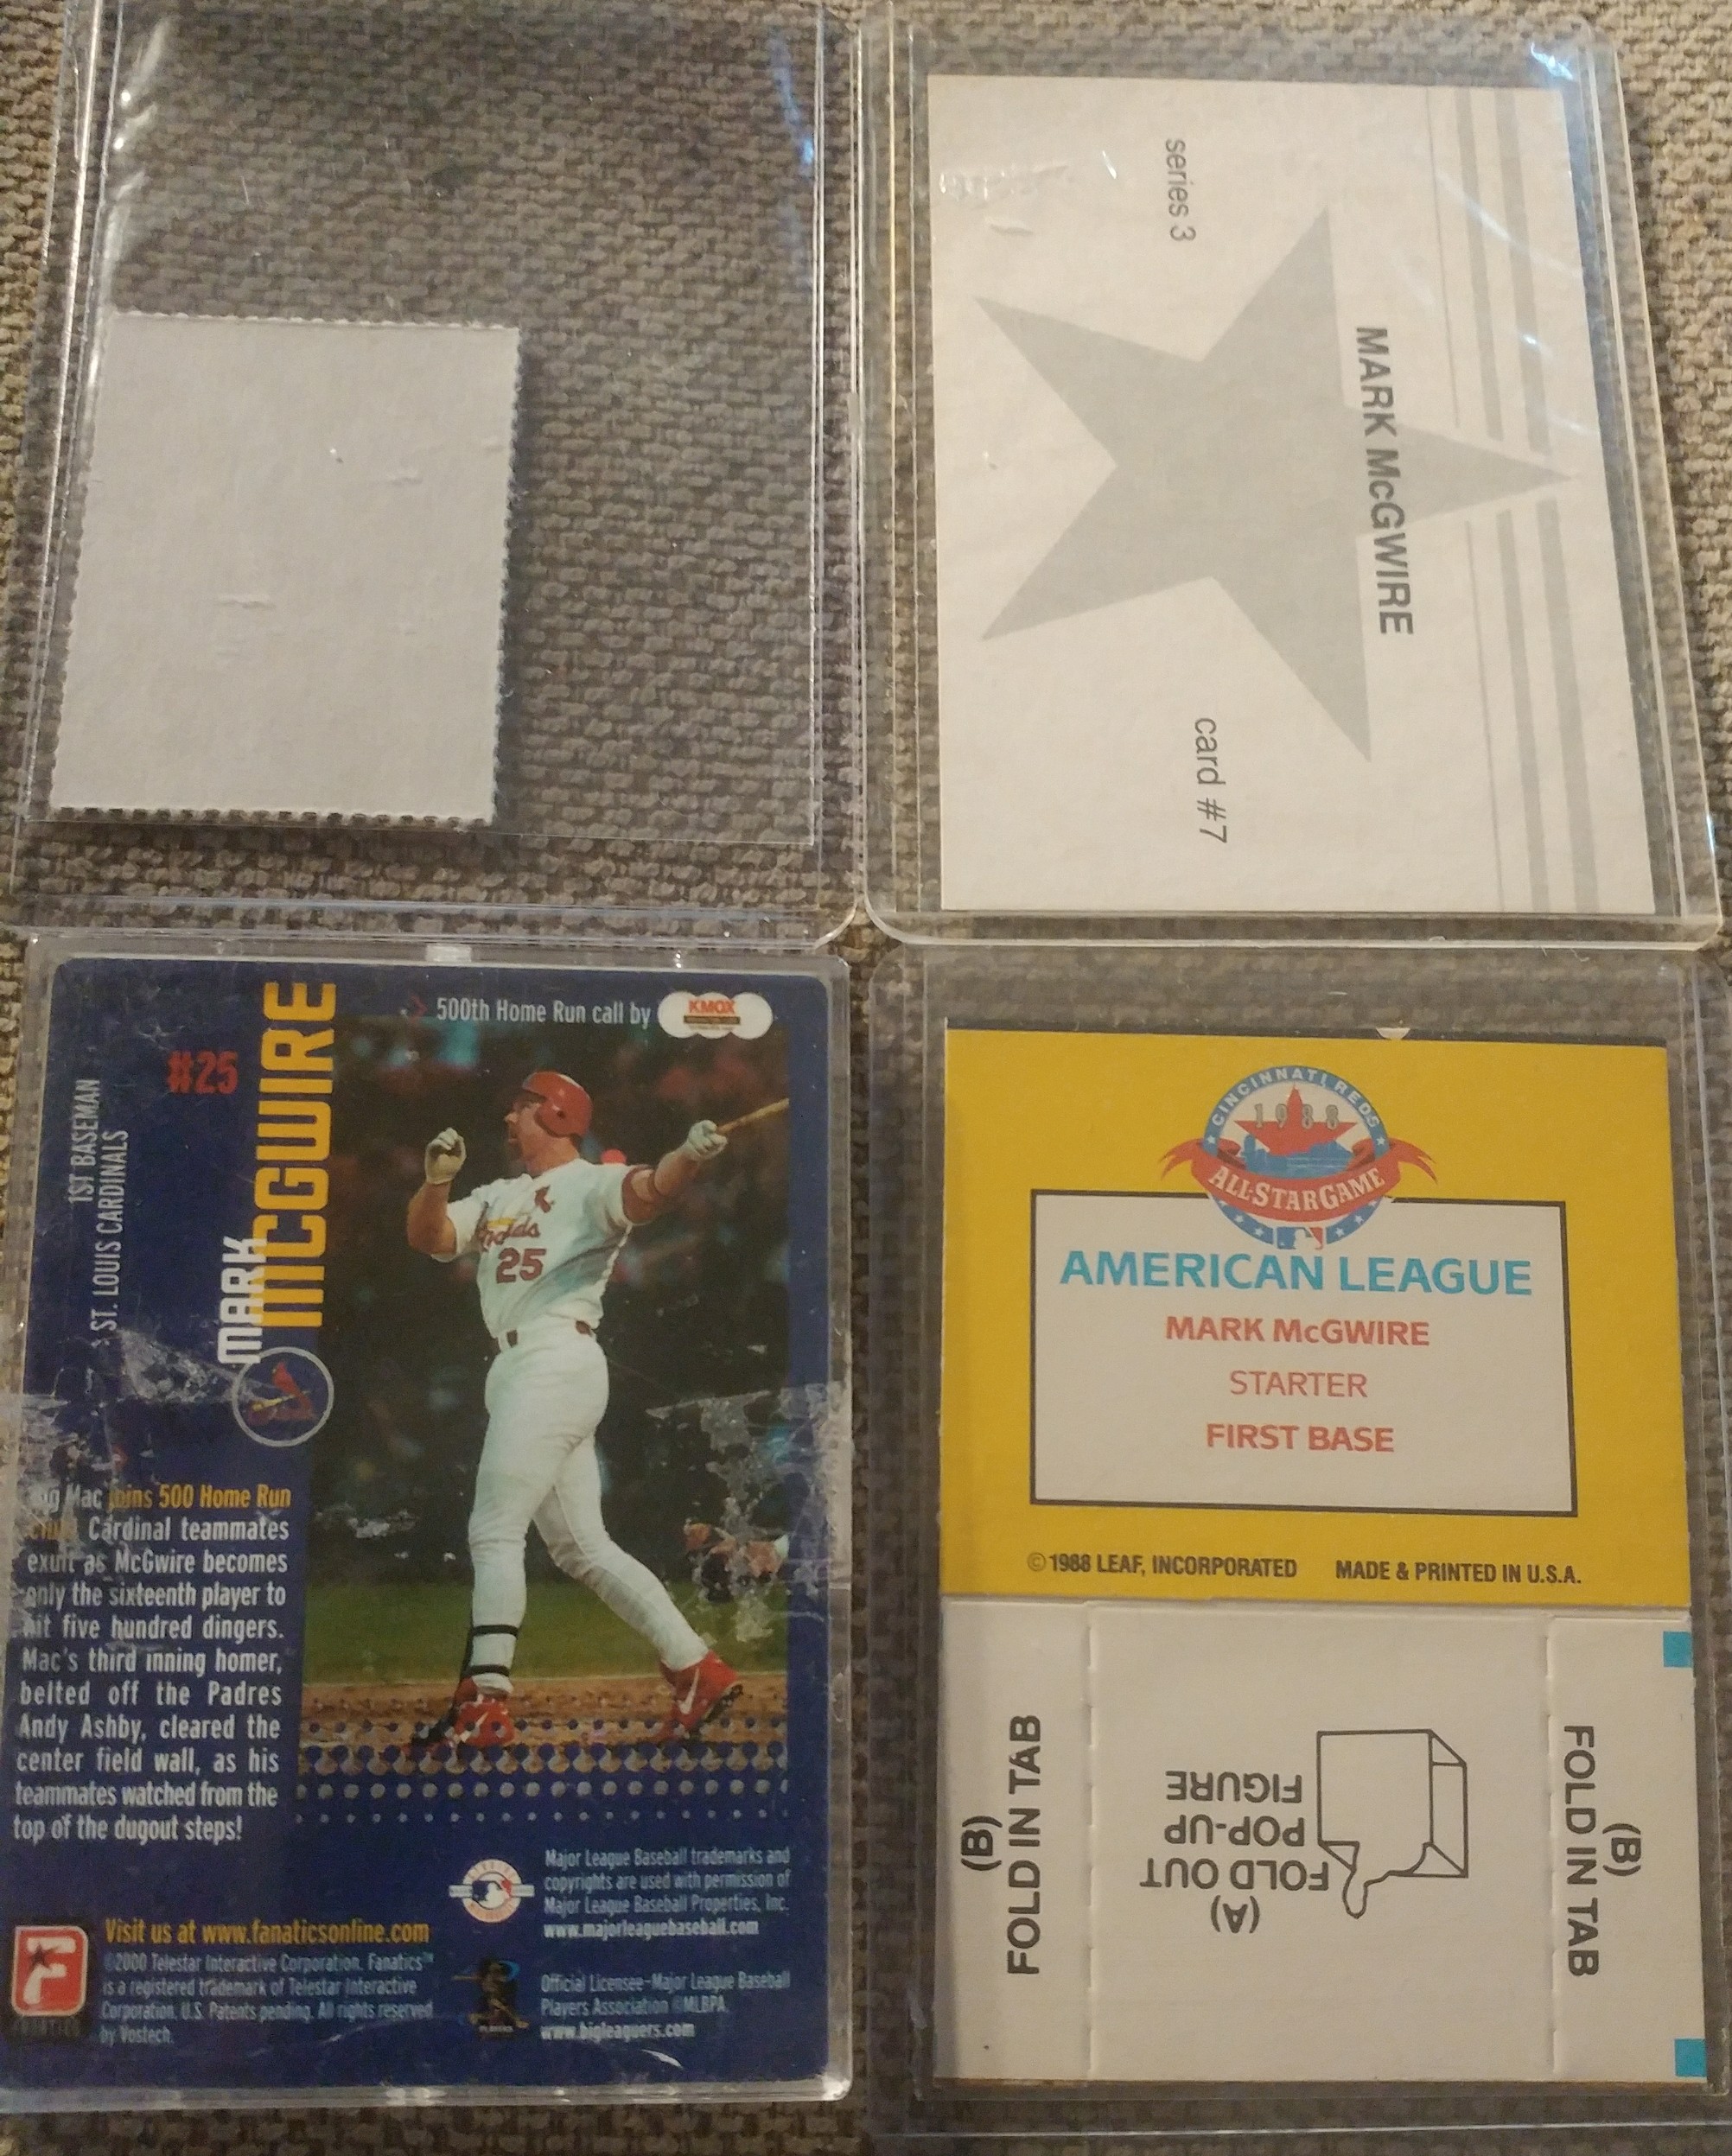 series 3
MARK McGWIRE
card #7
500th Home Run call by
KMOX
#25
MARK
MCGWIRE
1ST BASEMAN
ST. LOUIS CARDINALS
25
Big Mac joins 500 Home Run
club. Cardinal teammates
exult as McGwire becomes
only the sixteenth player to
hit five hundred dingers.
Mac's third inning homer,
belted off the Padres
Andy Ashby, cleared the
center field wall, as his
teammates watched from the
top of the dugout steps!
Major League Baseball trademarks and
copyrights are used with permission of
Major League Baseball Properties, Inc.
www.majorleaguebaseball.com
Visit us at www.fanaticsonline.com
©2000 Telestar Interactive Corporation. Fanatics™
is a registered trademark of Telestar Interactive
Corporation. U.S. Patents pending. All rights reserved
by Vostech.
F
Official Licensee-Major League Baseball
Players Association ©MLBPA.
www.bigleaguers.com
CINCINNATI REDS
1988
ALL-STAR GAME
AMERICAN LEAGUE
MARK McGWIRE
STARTER
FIRST BASE
©1988 LEAF, INCORPORATED MADE & PRINTED IN U.S.A.
(B)
FOLD IN TAB
(A)
FOLD OUT
POP-UP
FIGURE
(B)
FOLD IN TAB